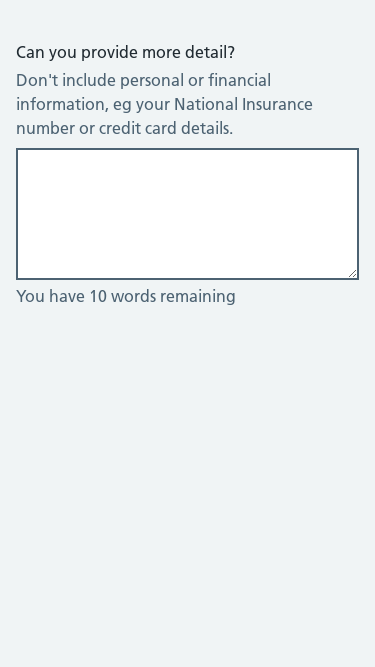 Can you provide more detail?
Don't include personal or financial
information, eg your National Insurance
number or credit card details.
You have 10 words remaining